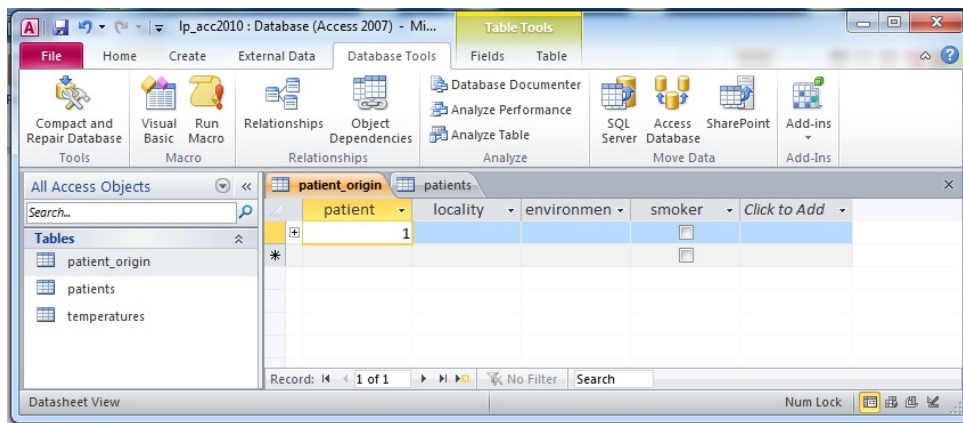 lp_acc2010 : Database (Access 2007) - Mi...
Table Tools
File Home Create External Data Database Tools Fields Table
Compact and Repair Database
Visual Basic
Run Macro
Relationships
Object Dependencies
Database Documenter
Analyze Performance
Analyze Table
SQL Server
Access Database
SharePoint
Add-ins
Tools Macro Relationships Analyze Move Data Add-Ins
All Access Objects
patient_origin patients
Search...
patient locality environmen smoker Click to Add
Tables
1
patient_origin
patients
temperatures
Record: 1 of 1 No Filter Search
Datasheet View Num Lock